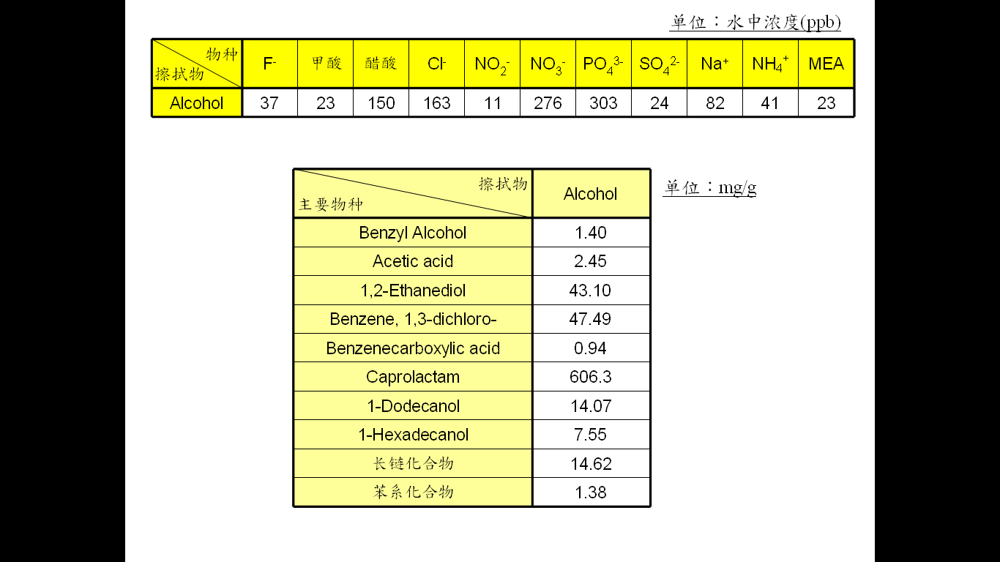 单位：水中浓度(ppb)
物种 擦拭物 F- 甲酸 醋酸 Cl- NO2- NO3- PO43- SO42- Na+ NH4+ MEA
Alcohol 37 23 150 163 11 276 303 24 82 41 23
擦拭物 主要物种 Alcohol 单位：mg/g
Benzyl Alcohol 1.40
Acetic acid 2.45
1,2-Ethanediol 43.10
Benzene, 1,3-dichloro- 47.49
Benzenecarboxylic acid 0.94
Caprolactam 606.3
1-Dodecanol 14.07
1-Hexadecanol 7.55
长链化合物 14.62
苯系化合物 1.38